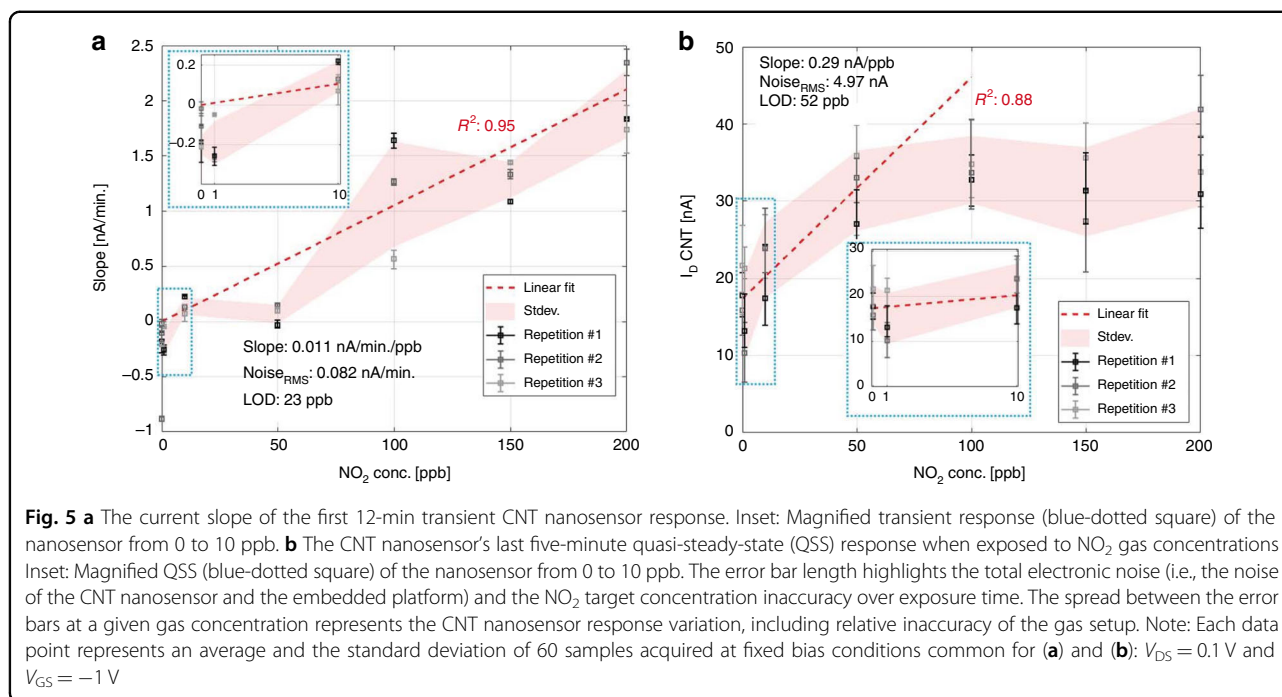 a
2.5
2
1.5
1
0.5
0
−0.5
−1
Slope [nA/min.]
0.2
0
−0.2
0 1 10
R²: 0.95
Slope: 0.011 nA/min./ppb
Noise_RMS: 0.082 nA/min.
LOD: 23 ppb
Linear fit
Stdev.
Repetition #1
Repetition #2
Repetition #3
0 50 100 150 200
NO₂ conc. [ppb]
b
50
40
30
20
10
0
I_D CNT [nA]
Slope: 0.29 nA/ppb
Noise_RMS: 4.97 nA
LOD: 52 ppb
R²: 0.88
30
20
10
0
0 1 10
Linear fit
Stdev.
Repetition #1
Repetition #2
Repetition #3
0 50 100 150 200
NO₂ conc. [ppb]
Fig. 5 a The current slope of the first 12-min transient CNT nanosensor response. Inset: Magnified transient response (blue-dotted square) of the
nanosensor from 0 to 10 ppb. b The CNT nanosensor's last five-minute quasi-steady-state (QSS) response when exposed to NO₂ gas concentrations
Inset: Magnified QSS (blue-dotted square) of the nanosensor from 0 to 10 ppb. The error bar length highlights the total electronic noise (i.e., the noise
of the CNT nanosensor and the embedded platform) and the NO₂ target concentration inaccuracy over exposure time. The spread between the error
bars at a given gas concentration represents the CNT nanosensor response variation, including relative inaccuracy of the gas setup. Note: Each data
point represents an average and the standard deviation of 60 samples acquired at fixed bias conditions common for (a) and (b): V_DS = 0.1 V and
V_GS = −1 V